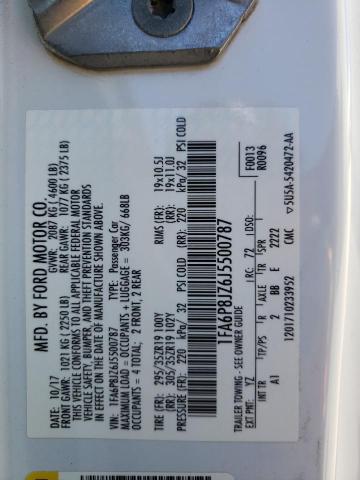 MFD. BY FORD MOTOR CO.
10/17 GVWR: 2087 KG (4600 LB)
FRONT GAWR: 1021 KG (2250 LB) REAR GAWR: 1077 KG (2375 LB)
THIS VEHICLE CONFORMS TO ALL APPLICABLE FEDERAL MOTOR
VEHICLE SAFETY, BUMPER, AND THEFT PREVENTION STANDARDS
IN EFFECT ON THE DATE OF MANUFACTURE SHOWN ABOVE.
VIN: 1FA6P8JZ6J5500787 Passenger Car
MAXIMUM LOAD = OCCUPANTS + LUGGAGE = 303KG/ 668LB
OCCUPANTS = 4 TOTAL: 2 FRONT, 2 REAR
TIRE (FR): 295/35ZR19 100Y RIMS (FR): 19x10.5J
TIRE (RR): 305/35ZR19 102Y (RR): 19x11.0J
PRESSURE (FR): 220 kPa/ 32 PSI COLD (RR): 220 kPa/ 32 PSI COLD
1FA6P8JZ6J5500787
TRAILER TOWING - SEE OWNER GUIDE
F0013
R0096
EXT PNT: YZ RC: 72 DSO:
INT TR TP/PS R AXLE TR SPR
A1 2 BB E 2222
1201710233952 CMC ▽5U5A-5420472-AA